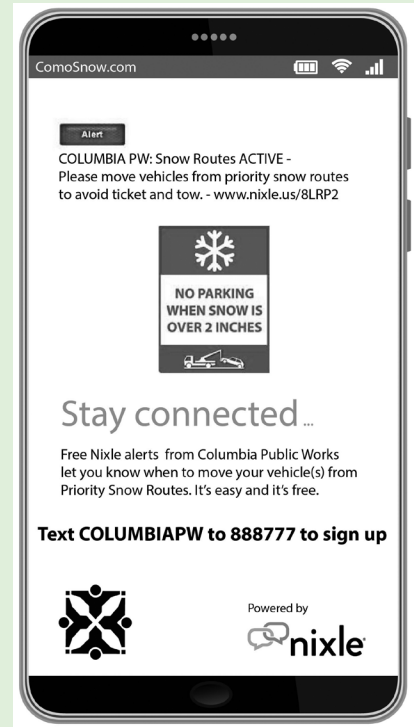 ComoSnow.com
Alert
COLUMBIA PW: Snow Routes ACTIVE -
Please move vehicles from priority snow routes
to avoid ticket and tow. - www.nixle.us/8LRP2
NO PARKING
WHEN SNOW IS
OVER 2 INCHES
Stay connected...
Free Nixle alerts from Columbia Public Works
let you know when to move your vehicle(s) from
Priority Snow Routes. It's easy and it's free.
Text COLUMBIAPW to 888777 to sign up
Powered by
nixle